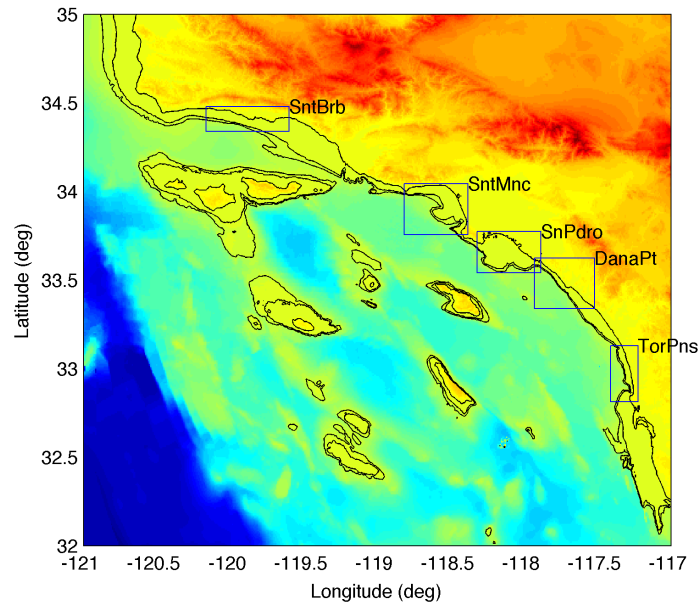 35
34.5
34
33.5
33
32.5
32
Latitude (deg)
SntBrb
SntMnc
SnPdro
DanaPt
TorPns
-121
-120.5
-120
-119.5
-119
-118.5
-118
-117.5
-117
Longitude (deg)